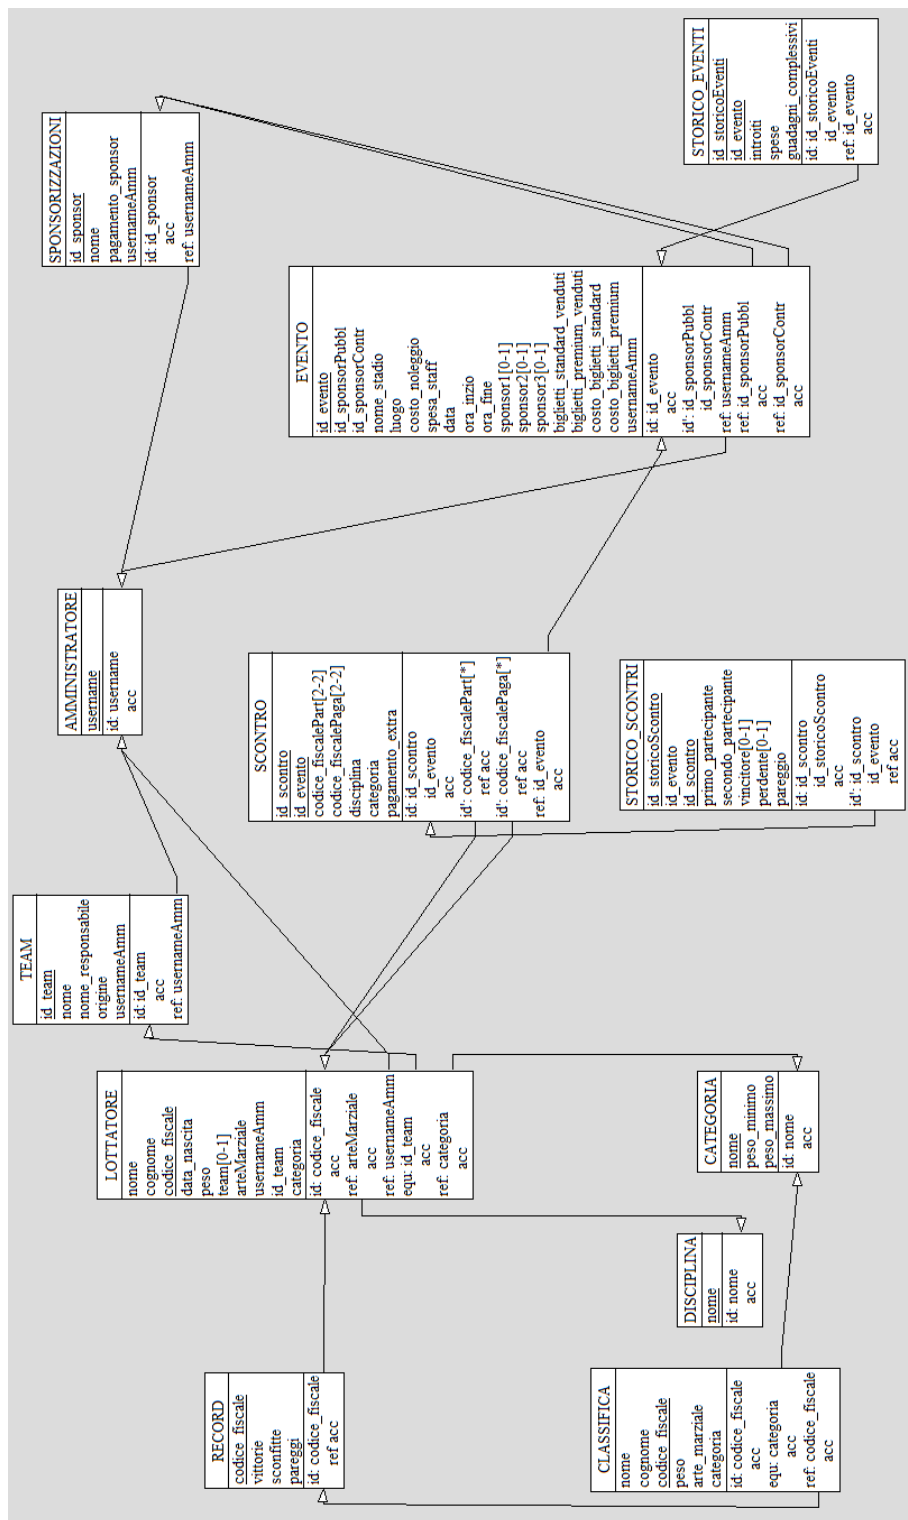 TEAM
id_team
nome
nome_responsabile
origine
usernameAmm
id: id_team
acc
ref: usernameAmm
SPONSORIZZAZIONI
id_sponsor
nome
pagamento_sponsor
usernameAmm
id: id_sponsor
acc
ref: usernameAmm
AMMINISTRATORE
username
id: username
acc
LOTTATORE
nome
cognome
codice_fiscale
data_nascita
peso
team[0-1]
arteMarziale
usernameAmm
id_team
categoria
id: codice_fiscale
acc
ref: arteMarziale
acc
ref: usernameAmm
equ: id_team
acc
ref: categoria
acc
RECORD
codice_fiscale
vittorie
sconfitte
pareggi
id: codice_fiscale
ref acc
SCONTRO
id_scontro
id_evento
codice_fiscalePart[2-2]
codice_fiscalePaga[2-2]
disciplina
categoria
pagamento_extra
id: id_scontro
id_evento
acc
id': codice_fiscalePart[*]
ref acc
id': codice_fiscalePaga[*]
ref acc
ref: id_evento
acc
EVENTO
id_evento
id_sponsorPubbl
id_sponsorContr
nome_stadio
luogo
costo_noleggio
spesa_staff
data
ora_inzio
ora_fine
sponsor1[0-1]
sponsor2[0-1]
sponsor3[0-1]
biglietti_standard_venduti
biglietti_premium_venduti
costo_biglietti_standard
costo_biglietti_premium
usernameAmm
id: id_evento
acc
id': id_sponsorPubbl
id_sponsorContr
ref: usernameAmm
ref: id_sponsorPubbl
acc
ref: id_sponsorContr
acc
CLASSIFICA
nome
cognome
codice_fiscale
peso
arte_marziale
categoria
id: codice_fiscale
acc
equ: categoria
acc
ref: codice_fiscale
acc
DISCIPLINA
nome
id: nome
acc
CATEGORIA
nome
peso_minimo
peso_massimo
id: nome
acc
STORICO_SCONTRI
id_storicoScontro
id_evento
id_scontro
primo_partecipante
secondo_partecipante
vincitore[0-1]
perdente[0-1]
pareggio
id: id_scontro
id_storicoScontro
acc
id': id_scontro
id_evento
ref acc
STORICO_EVENTI
id_storicoEventi
id_evento
introiti
spese
guadagni_complessivi
id: id_storicoEventi
id_evento
ref: id_evento
acc